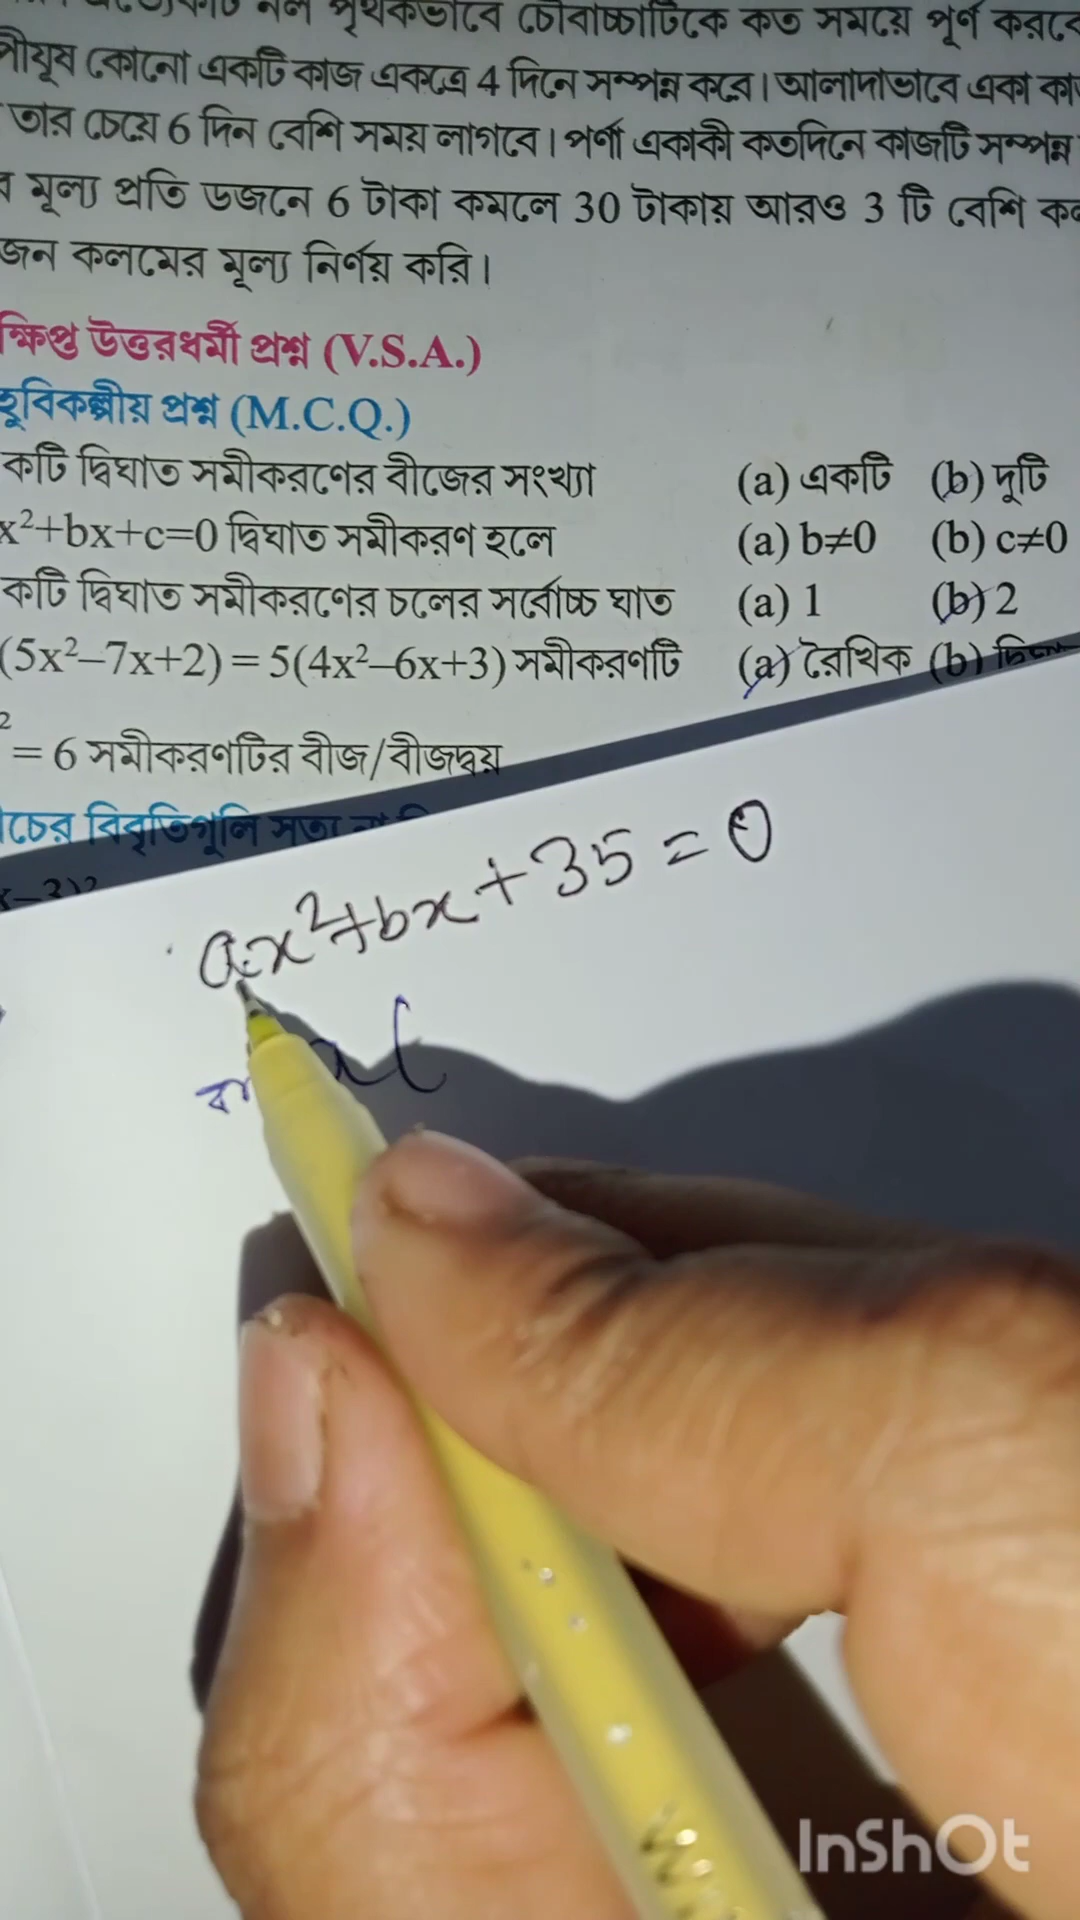 নল পৃথকভাবে চৌবাচ্চাটিকে কত সময়ে পূর্ণ করবে
পীযূষ কোনো একটি কাজ একত্রে 4 দিনে সম্পন্ন করে। আলাদাভাবে একা
তার চেয়ে 6 দিন বেশি সময় লাগবে। পর্ণা একাকী কতদিনে কাজটি সম্পন্ন
মূল্য প্রতি ডজনে 6 টাকা কমলে 30 টাকায় আরও 3 টি বেশি
জন কলমের মূল্য নির্ণয় করি।
ক্ষিপ্ত উত্তরধর্মী প্রশ্ন (V.S.A.)
হুবিকল্পীয় প্রশ্ন (M.C.Q.)
কটি দ্বিঘাত সমীকরণের বীজের সংখ্যা (a) একটি (b) দুটি
x²+bx+c=0 দ্বিঘাত সমীকরণ হলে (a) b≠0 (b) c≠0
কটি দ্বিঘাত সমীকরণের চলের সর্বোচ্চ ঘাত (a) 1 (b) 2
(5x²–7x+2) = 5(4x²–6x+3) সমীকরণটি (a) রৈখিক (b)
2
= 6 সমীকরণটির বীজ/বীজদ্বয়
চের বিবৃতিগুলি সত্য
ax²+bx+35=0
InShOt